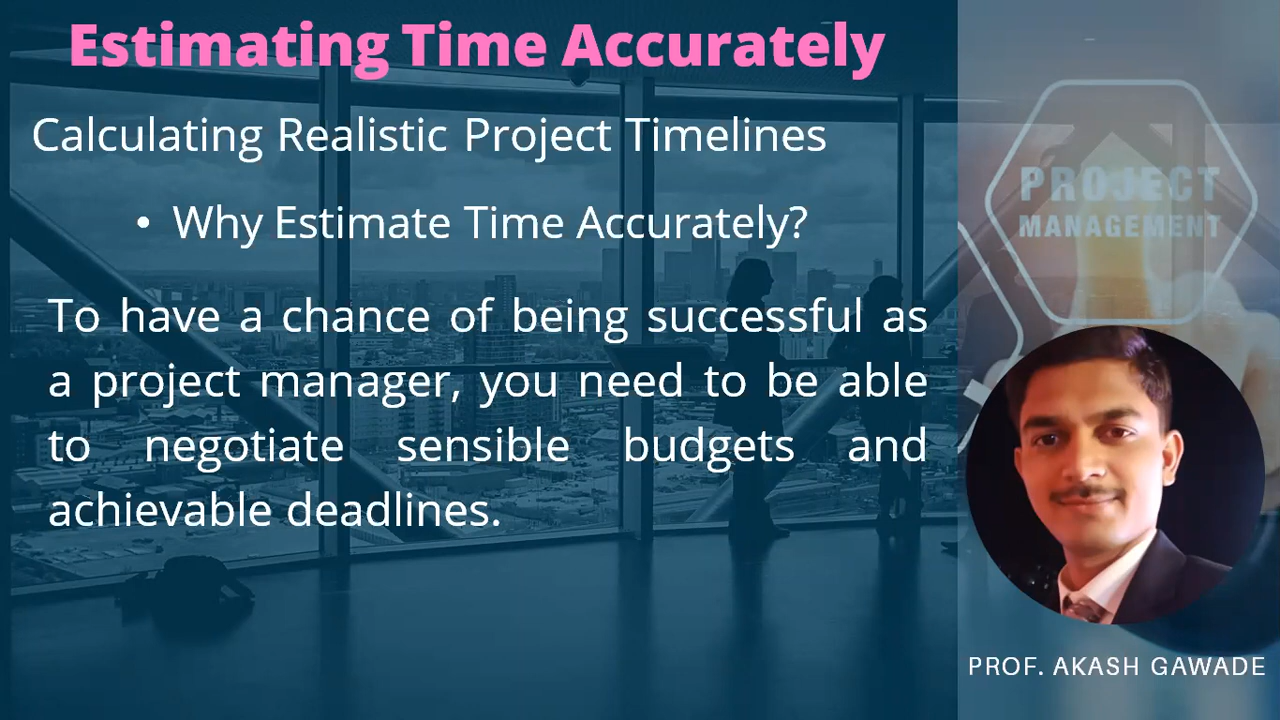 Estimating Time Accurately
Calculating Realistic Project Timelines
• Why Estimate Time Accurately?
To have a chance of being successful as
a project manager, you need to be able
to negotiate sensible budgets and
achievable deadlines.
PROJECT
MANAGEMENT
PROF. AKASH GAWADE